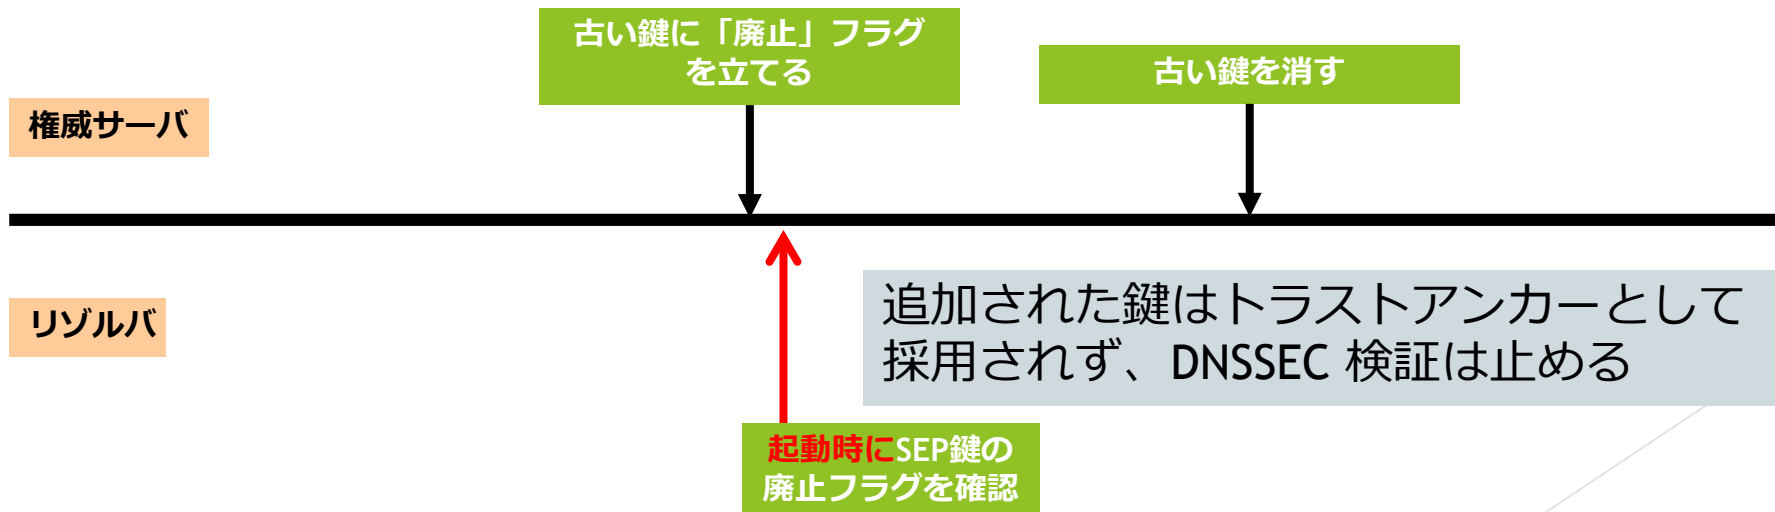 古い鍵に「廃止」フラグ
を立てる
古い鍵を消す
権威サーバ
リゾルバ
追加された鍵はトラストアンカーとして
採用されず、DNSSEC 検証は止める
起動時にSEP鍵の
廃止フラグを確認